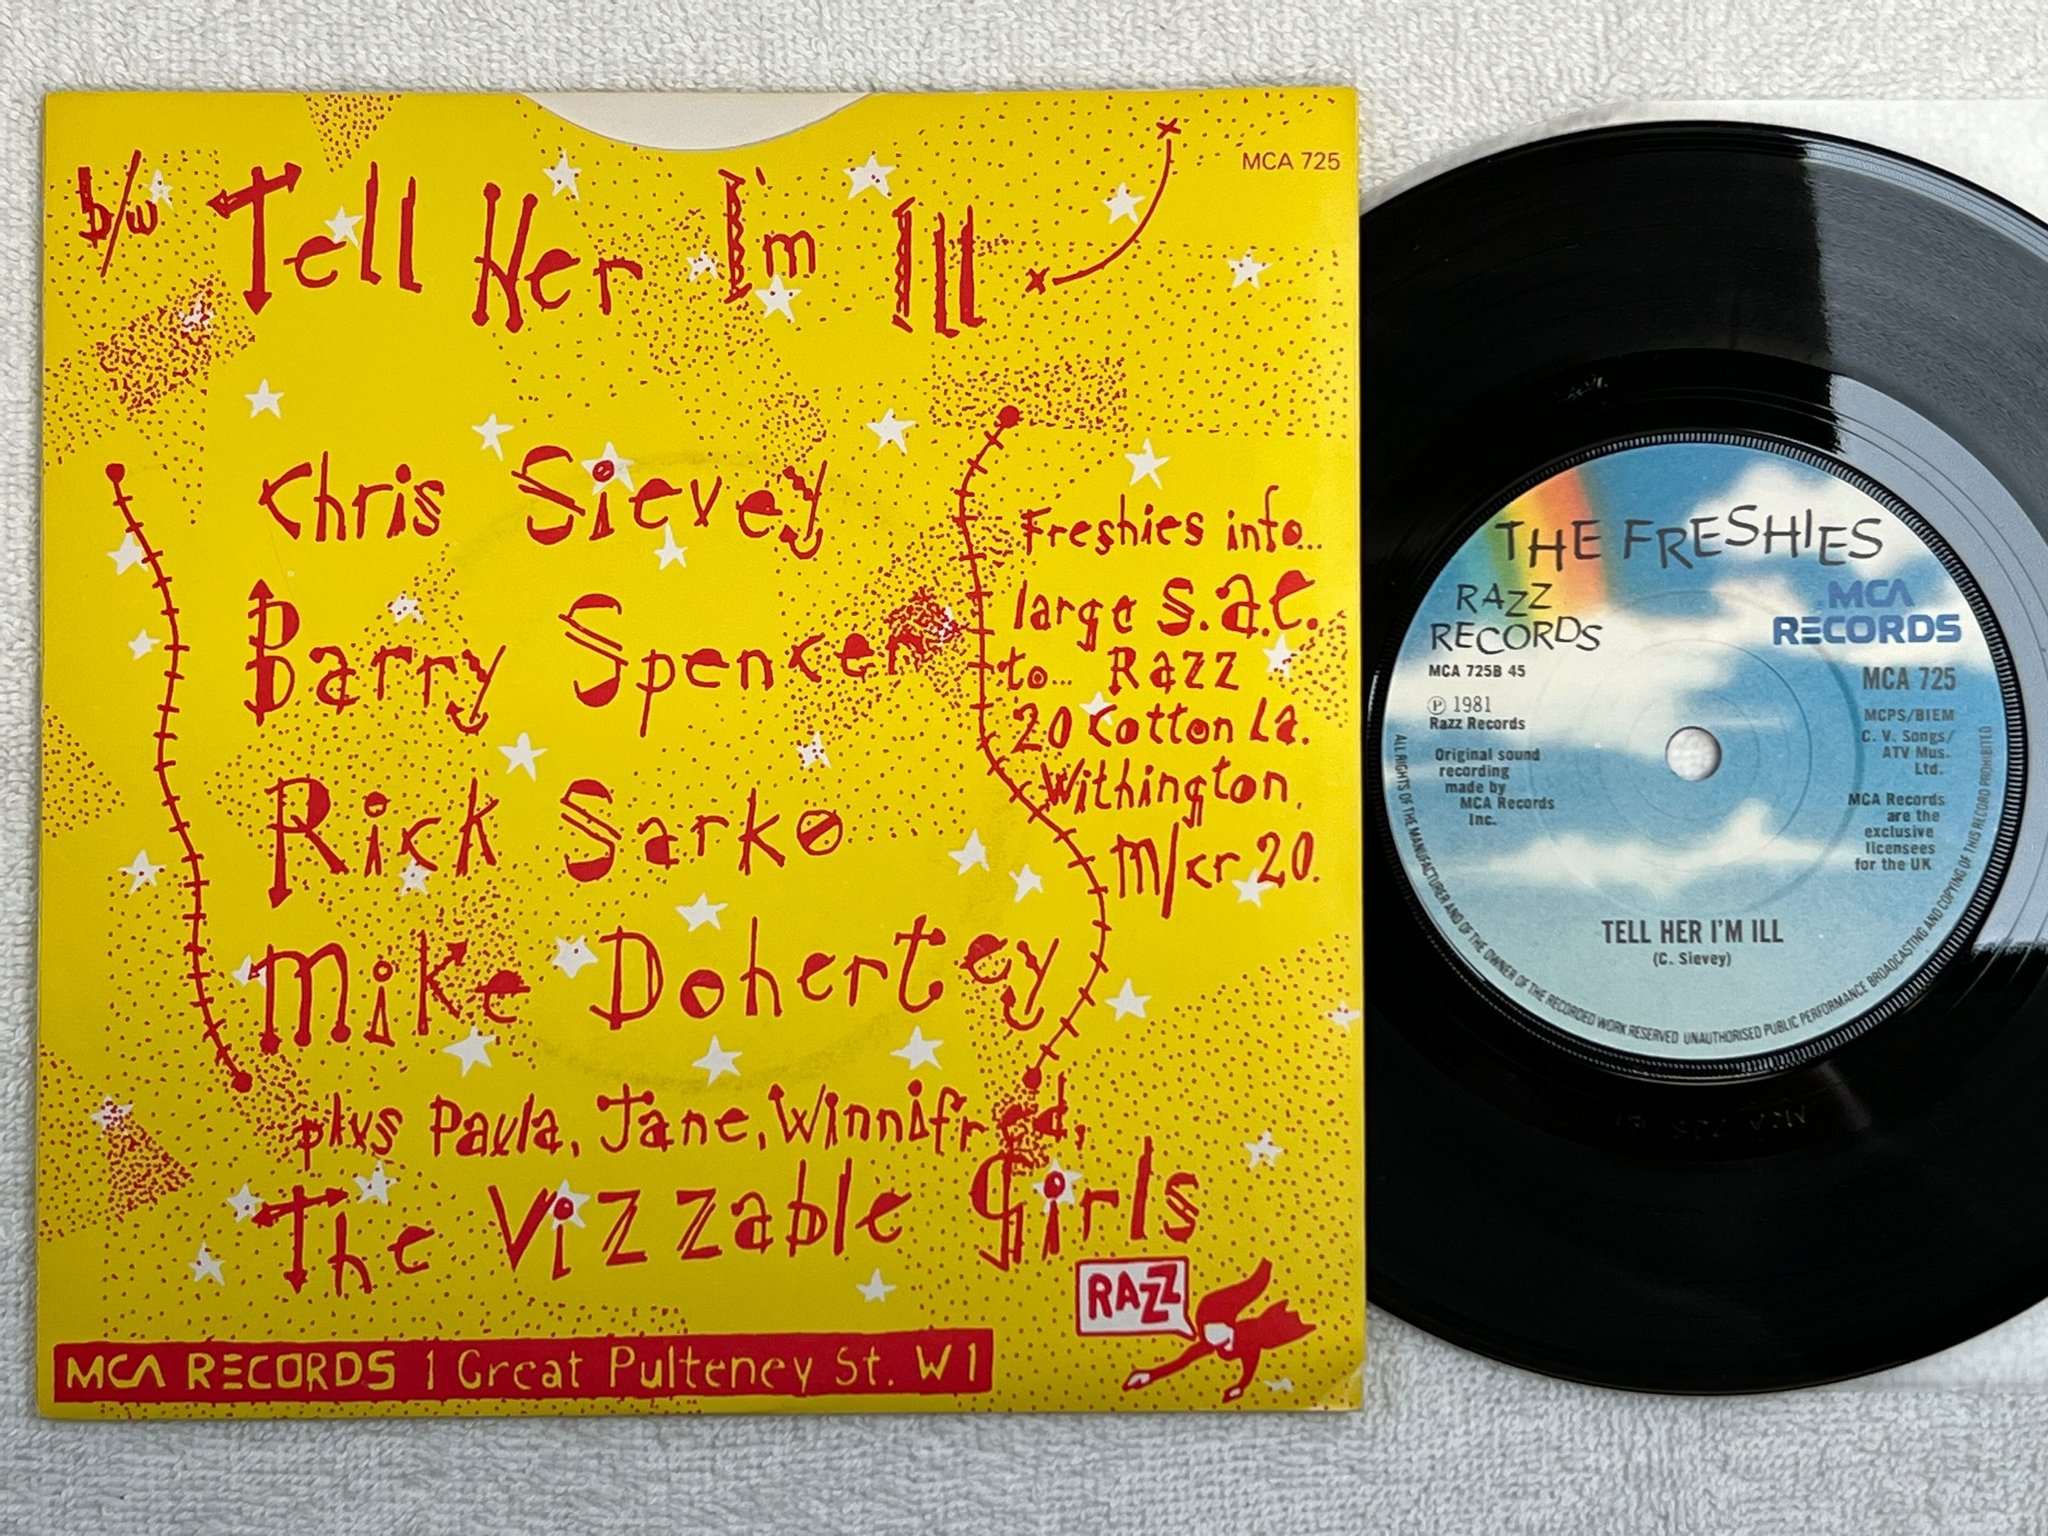 MCA 725
b/w Tell Her I'm Ill
Chris Sievey
Barry Spencer
Rick Sarko
Mike Dohertey
plus Paula, Jane, Winnifred,
The Vizzable Girls
Freshies info...
large s.a.e.
to... Razz
20 Cotton La.
Withington,
M/cr 20.
RAZZ
MCA RECORDS 1 Great Pulteney St. W1
THE FRESHIES
RAZZ
RECORDS
MCA 725B 45
Ⓟ 1981
Razz Records
Original sound
recording
made by
MCA Records
Inc.
MCA
RECORDS
MCA 725
MCPS/BIEM
C. V. Songs/
ATV Mus.
Ltd.
MCA Records
are the
exclusive
licensees
for the UK
TELL HER I'M ILL
(C. Sievey)
ALL RIGHTS OF THE MANUFACTURER AND OF THE OWNER OF THE RECORDED WORK RESERVED UNAUTHORISED PUBLIC PERFORMANCE BROADCASTING AND COPYING OF THIS RECORD PROHIBITED